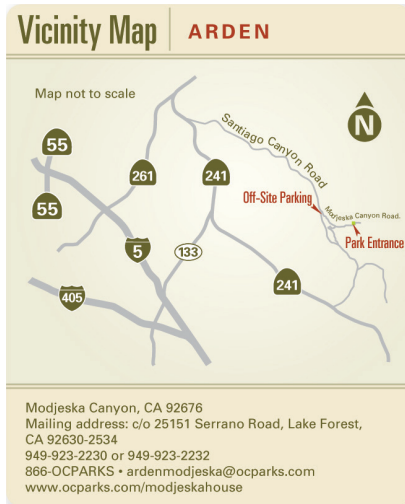 Vicinity Map ARDEN
Map not to scale
N
Santiago Canyon Road
55
55
261
241
Off-Site Parking
Modjeska Canyon Road.
Park Entrance
5
133
241
405
Modjeska Canyon, CA 92676
Mailing address: c/o 25151 Serrano Road, Lake Forest,
CA 92630-2534
949-923-2230 or 949-923-2232
866-OCPARKS • ardenmodjeska@ocparks.com
www.ocparks.com/modjeskahouse